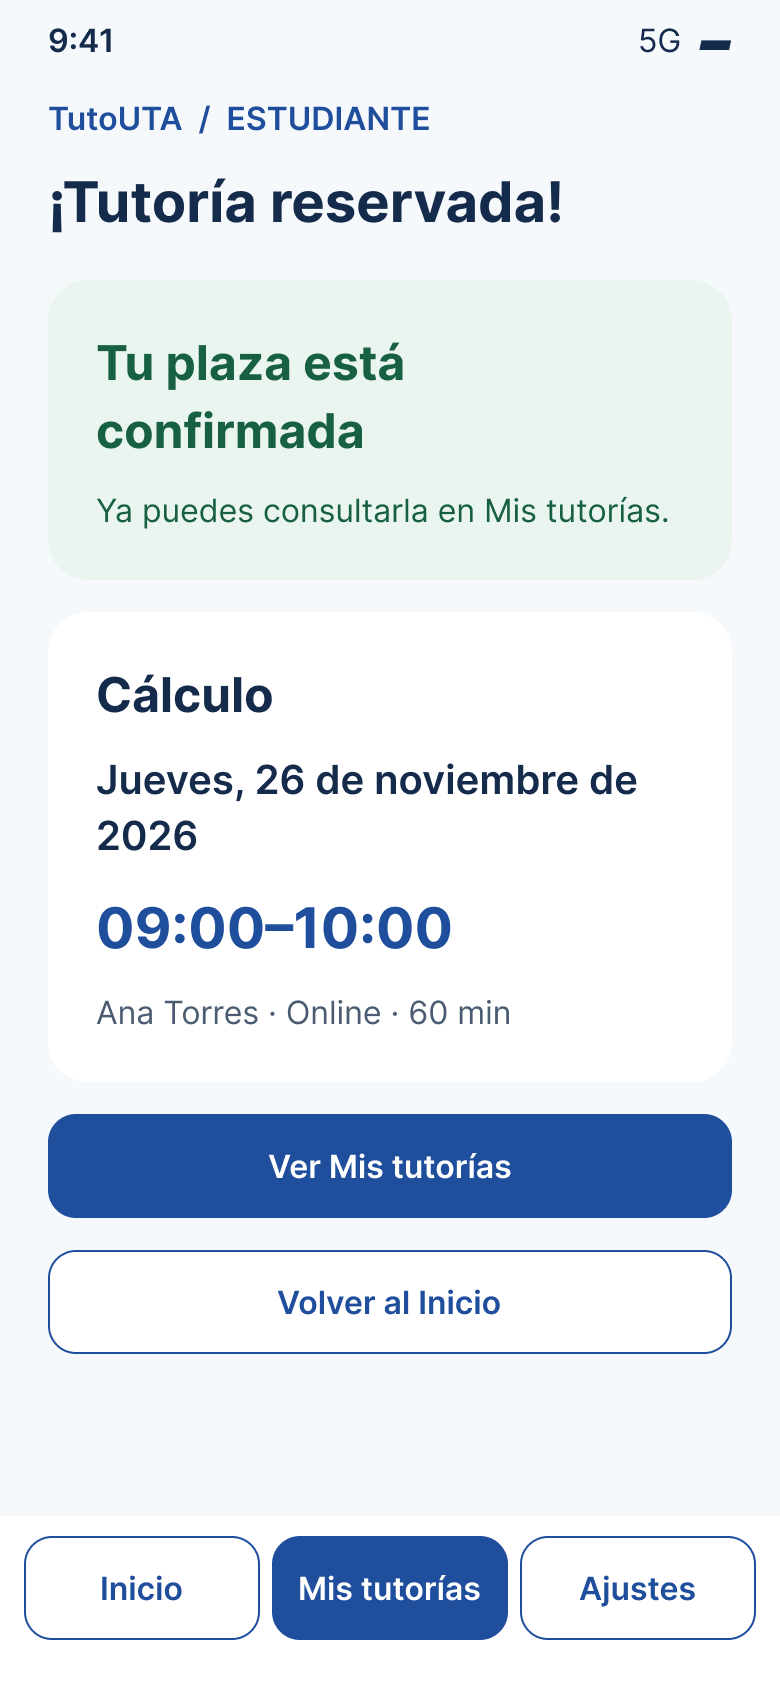 9:41 5G
TutoUTA / ESTUDIANTE
¡Tutoría reservada!
Tu plaza está
confirmada
Ya puedes consultarla en Mis tutorías.
Cálculo
Jueves, 26 de noviembre de
2026
09:00–10:00
Ana Torres · Online · 60 min
Ver Mis tutorías
Volver al Inicio
Inicio Mis tutorías Ajustes